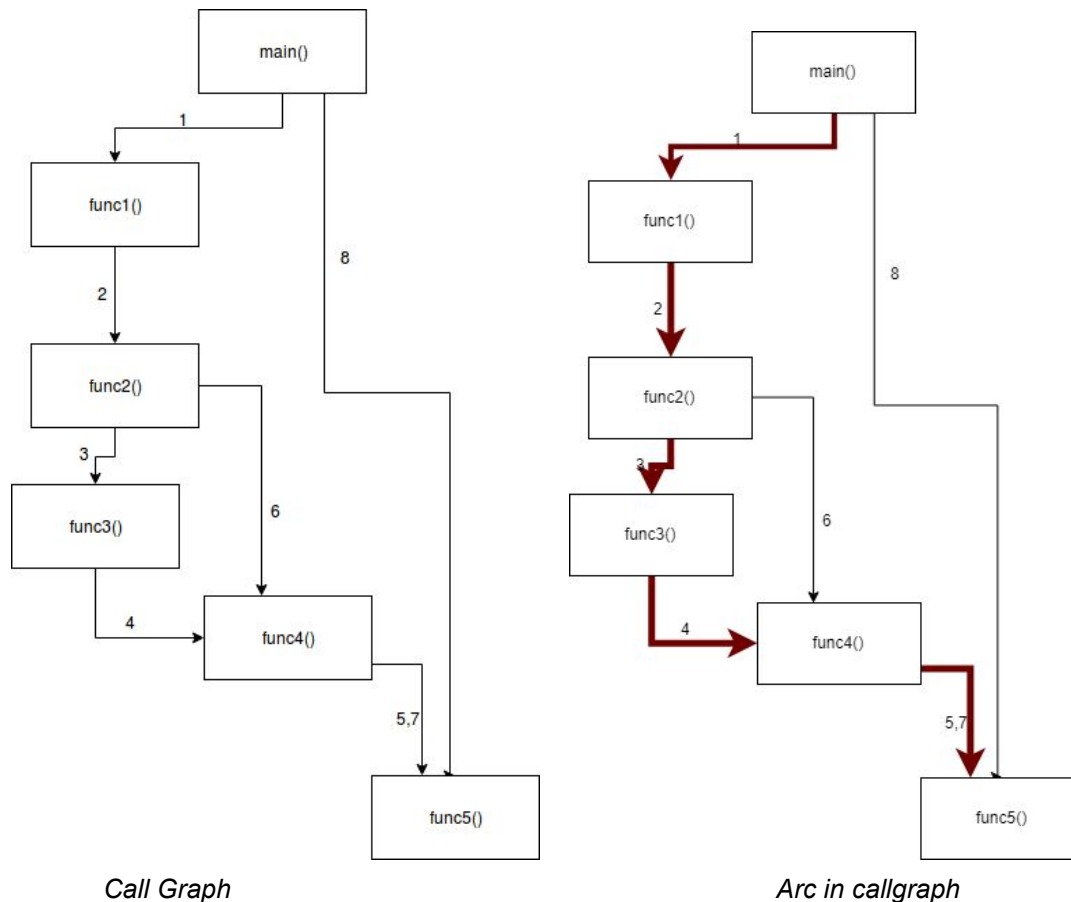 main()
1
func1()
8
2
func2()
3
6
func3()
4
func4()
5,7
func5()
Call Graph
main()
1
func1()
8
2
func2()
3
6
func3()
4
func4()
5,7
func5()
Arc in callgraph